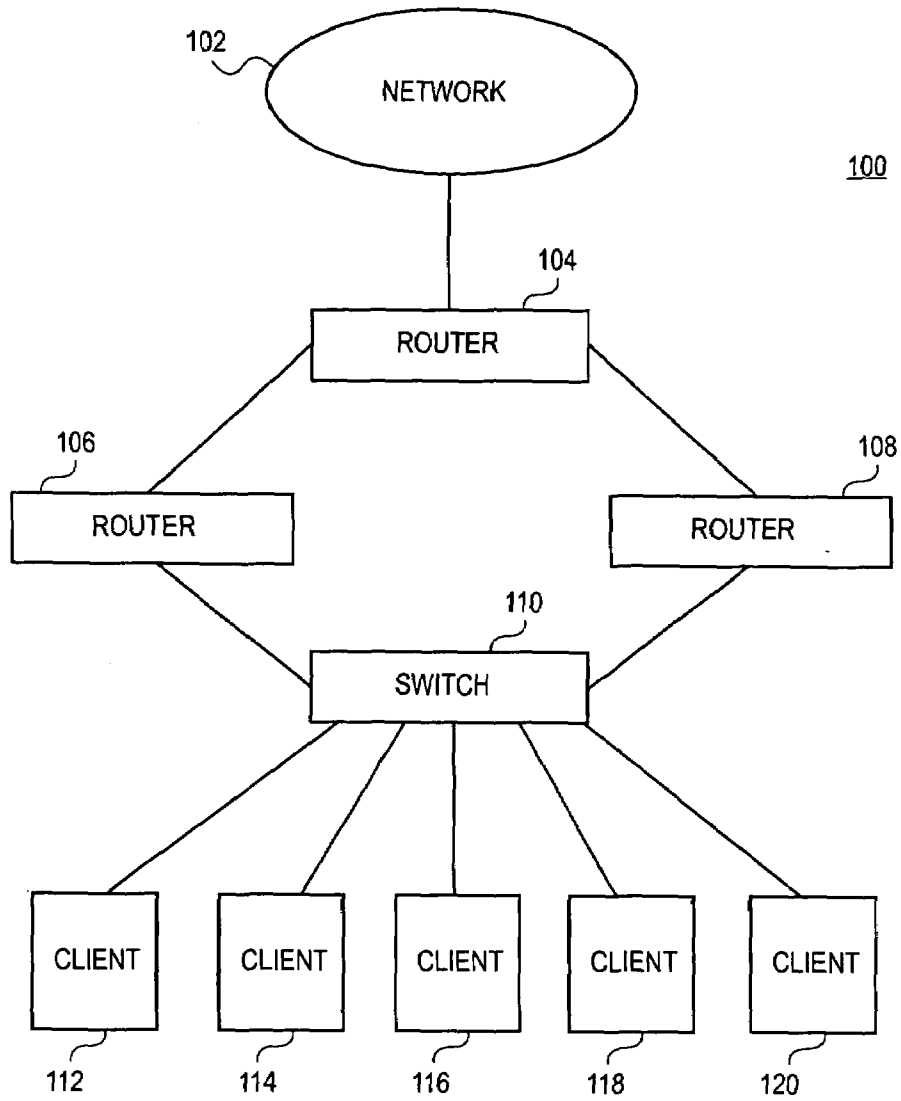 102
NETWORK
100
104
ROUTER
106
ROUTER
108
ROUTER
110
SWITCH
CLIENT
CLIENT
CLIENT
CLIENT
CLIENT
112
114
116
118
120